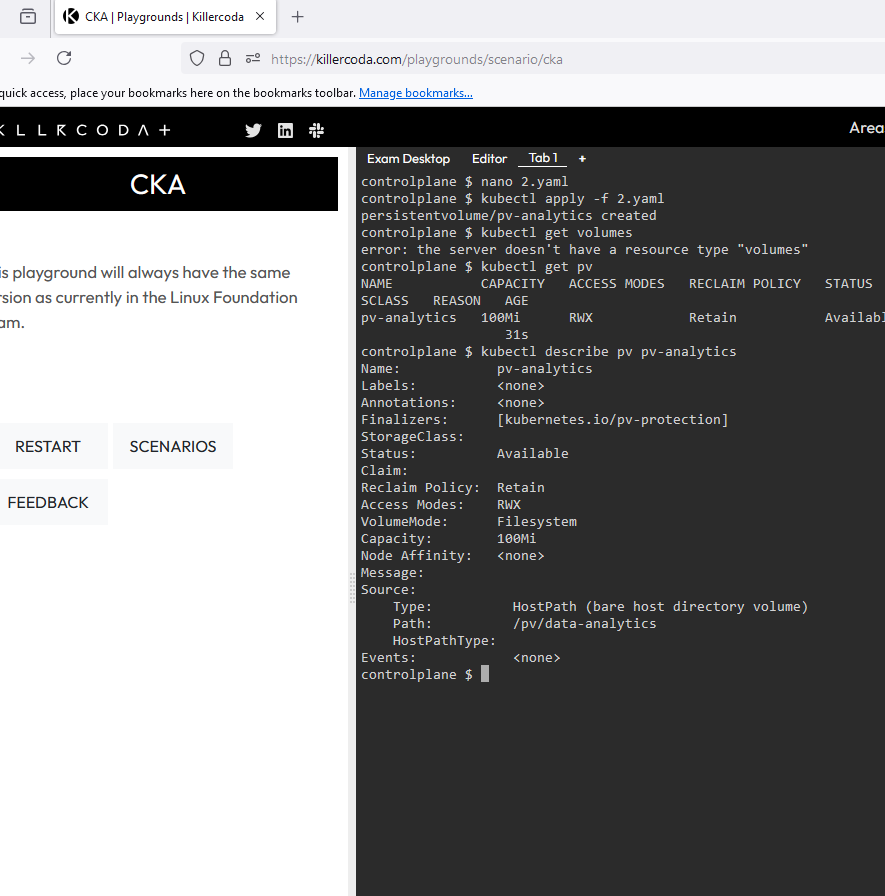 CKA | Playgrounds | Killercoda
https://killercoda.com/playgrounds/scenario/cka
quick access, place your bookmarks here on the bookmarks toolbar. Manage bookmarks...
KLLRCODA+
Area
CKA
is playground will always have the same
rsion as currently in the Linux Foundation
am.
RESTART
SCENARIOS
FEEDBACK
Exam Desktop Editor Tab 1 +
controlplane $ nano 2.yaml
controlplane $ kubectl apply -f 2.yaml
persistentvolume/pv-analytics created
controlplane $ kubectl get volumes
error: the server doesn't have a resource type "volumes"
controlplane $ kubectl get pv
NAME CAPACITY ACCESS MODES RECLAIM POLICY STATUS
SCLASS REASON AGE
pv-analytics 100Mi RWX Retain Availabl
31s
controlplane $ kubectl describe pv pv-analytics
Name: pv-analytics
Labels: <none>
Annotations: <none>
Finalizers: [kubernetes.io/pv-protection]
StorageClass:
Status: Available
Claim:
Reclaim Policy: Retain
Access Modes: RWX
VolumeMode: Filesystem
Capacity: 100Mi
Node Affinity: <none>
Message:
Source:
Type: HostPath (bare host directory volume)
Path: /pv/data-analytics
HostPathType:
Events: <none>
controlplane $